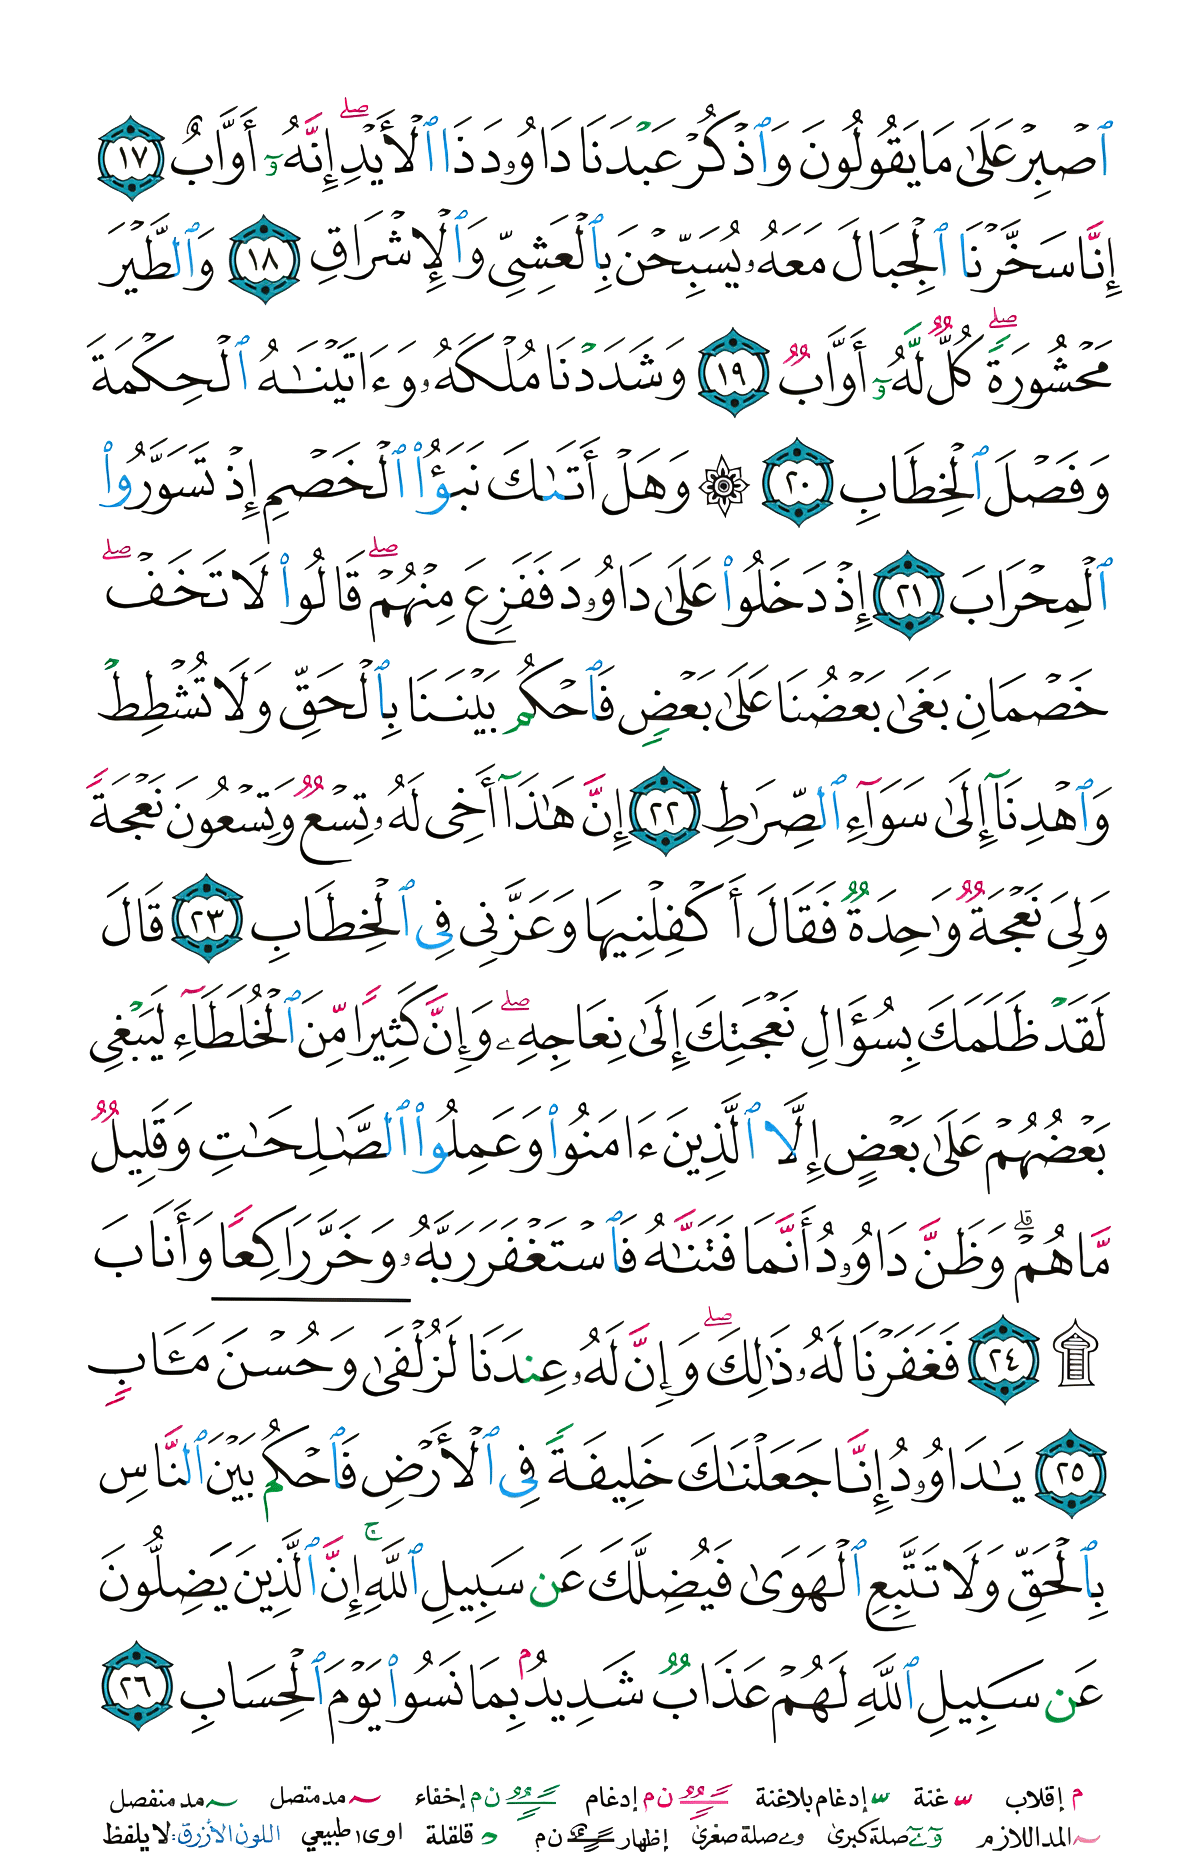 ٱصْبِرْ عَلَىٰ مَا يَقُولُونَ وَٱذْكُرْ عَبْدَنَا دَاوُۥدَ ذَا ٱلْأَيْدِ ۖ إِنَّهُۥٓ أَوَّابٌ ١٧
إِنَّا سَخَّرْنَا ٱلْجِبَالَ مَعَهُۥ يُسَبِّحْنَ بِٱلْعَشِىِّ وَٱلْإِشْرَاقِ ١٨ وَٱلطَّيْرَ
مَحْشُورَةً ۖ كُلٌّ لَّهُۥٓ أَوَّابٌ ١٩ وَشَدَدْنَا مُلْكَهُۥ وَءَاتَيْنَـٰهُ ٱلْحِكْمَةَ
وَفَصْلَ ٱلْخِطَابِ ٢٠ ۞ وَهَلْ أَتَىٰكَ نَبَؤُا۟ ٱلْخَصْمِ إِذْ تَسَوَّرُوا۟
ٱلْمِحْرَابَ ٢١ إِذْ دَخَلُوا۟ عَلَىٰ دَاوُۥدَ فَفَزِعَ مِنْهُمْ ۖ قَالُوا۟ لَا تَخَفْ ۖ
خَصْمَانِ بَغَىٰ بَعْضُنَا عَلَىٰ بَعْضٍ فَٱحْكُم بَيْنَنَا بِٱلْحَقِّ وَلَا تُشْطِطْ
وَٱهْدِنَآ إِلَىٰ سَوَآءِ ٱلصِّرَٰطِ ٢٢ إِنَّ هَـٰذَآ أَخِى لَهُۥ تِسْعٌ وَتِسْعُونَ نَعْجَةً
وَلِىَ نَعْجَةٌ وَٰحِدَةٌ فَقَالَ أَكْفِلْنِيهَا وَعَزَّنِى فِى ٱلْخِطَابِ ٢٣ قَالَ
لَقَدْ ظَلَمَكَ بِسُؤَالِ نَعْجَتِكَ إِلَىٰ نِعَاجِهِۦ ۖ وَإِنَّ كَثِيرًا مِّنَ ٱلْخُلَطَآءِ لَيَبْغِى
بَعْضُهُمْ عَلَىٰ بَعْضٍ إِلَّا ٱلَّذِينَ ءَامَنُوا۟ وَعَمِلُوا۟ ٱلصَّـٰلِحَـٰتِ وَقَلِيلٌ
مَّا هُمْ ۗ وَظَنَّ دَاوُۥدُ أَنَّمَا فَتَنَّـٰهُ فَٱسْتَغْفَرَ رَبَّهُۥ وَخَرَّ رَاكِعًا وَأَنَابَ
۩ ٢٤ فَغَفَرْنَا لَهُۥ ذَٰلِكَ ۖ وَإِنَّ لَهُۥ عِندَنَا لَزُلْفَىٰ وَحُسْنَ مَـَٔابٍ
٢٥ يَـٰدَاوُۥدُ إِنَّا جَعَلْنَـٰكَ خَلِيفَةً فِى ٱلْأَرْضِ فَٱحْكُم بَيْنَ ٱلنَّاسِ
بِٱلْحَقِّ وَلَا تَتَّبِعِ ٱلْهَوَىٰ فَيُضِلَّكَ عَن سَبِيلِ ٱللَّهِ ۚ إِنَّ ٱلَّذِينَ يَضِلُّونَ
عَن سَبِيلِ ٱللَّهِ لَهُمْ عَذَابٌ شَدِيدٌۢ بِمَا نَسُوا۟ يَوْمَ ٱلْحِسَابِ ٢٦
م إقلاب غنة إدغام بلاغنة ن م إدغام ن م إخفاء مد متصل مد منفصل
المد اللازم صلة كبرى و ے صلة صغرى إظهار ن م قلقلة ا و ى طبيعي اللون الأزرق: لا يلفظ